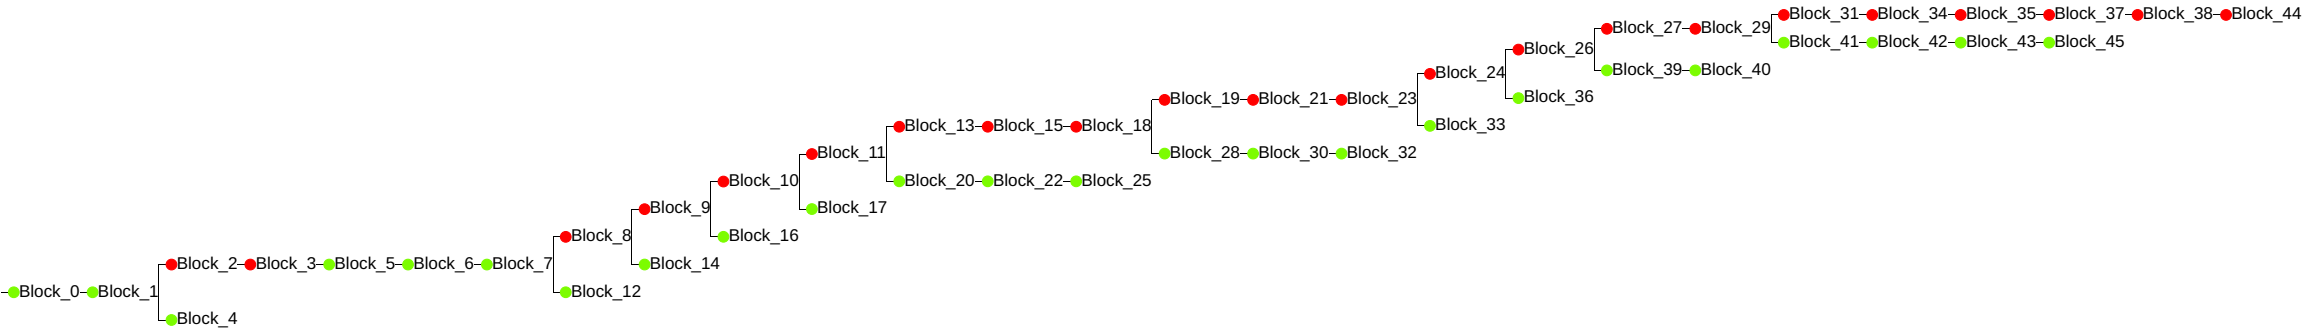 Block_31 Block_34 Block_35 Block_37 Block_38 Block_44
Block_27 Block_29
Block_41 Block_42 Block_43 Block_45
Block_26
Block_39 Block_40
Block_24
Block_36
Block_19 Block_21 Block_23
Block_33
Block_13 Block_15 Block_18
Block_28 Block_30 Block_32
Block_11
Block_20 Block_22 Block_25
Block_10
Block_17
Block_9
Block_16
Block_8
Block_14
Block_2 Block_3 Block_5 Block_6 Block_7
Block_12
Block_0 Block_1
Block_4